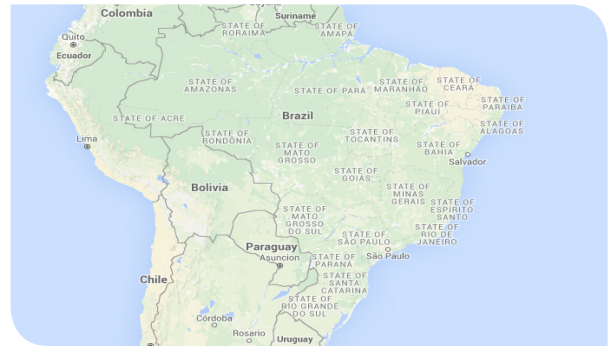 Colombia
Suriname
Quito
Ecuador
STATE OF
RORAIMA
STATE OF
AMAPÁ
STATE OF
AMAZONAS
STATE OF PARÁ
STATE OF
MARANHÃO
STATE OF
CEARÁ
STATE OF
PARAÍBA
STATE OF
PIAUÍ
STATE OF
ALAGOAS
STATE OF ACRE
Brazil
Lima
STATE OF
RONDÔNIA
STATE OF
MATO
GROSSO
STATE OF
TOCANTINS
STATE OF
BAHIA
Salvador
STATE OF
GOIÁS
Bolivia
STATE OF
MINAS
GERAIS
STATE OF
ESPÍRITO
SANTO
STATE OF
MATO
GROSSO
DO SUL
STATE OF
SÃO PAULO
STATE OF
RIO DE
JANEIRO
São Paulo
Paraguay
Asuncion
STATE OF
PARANÁ
Chile
STATE OF
SANTA
CATARINA
STATE OF
RIO GRANDE
DO SUL
Córdoba
Rosario
Uruguay